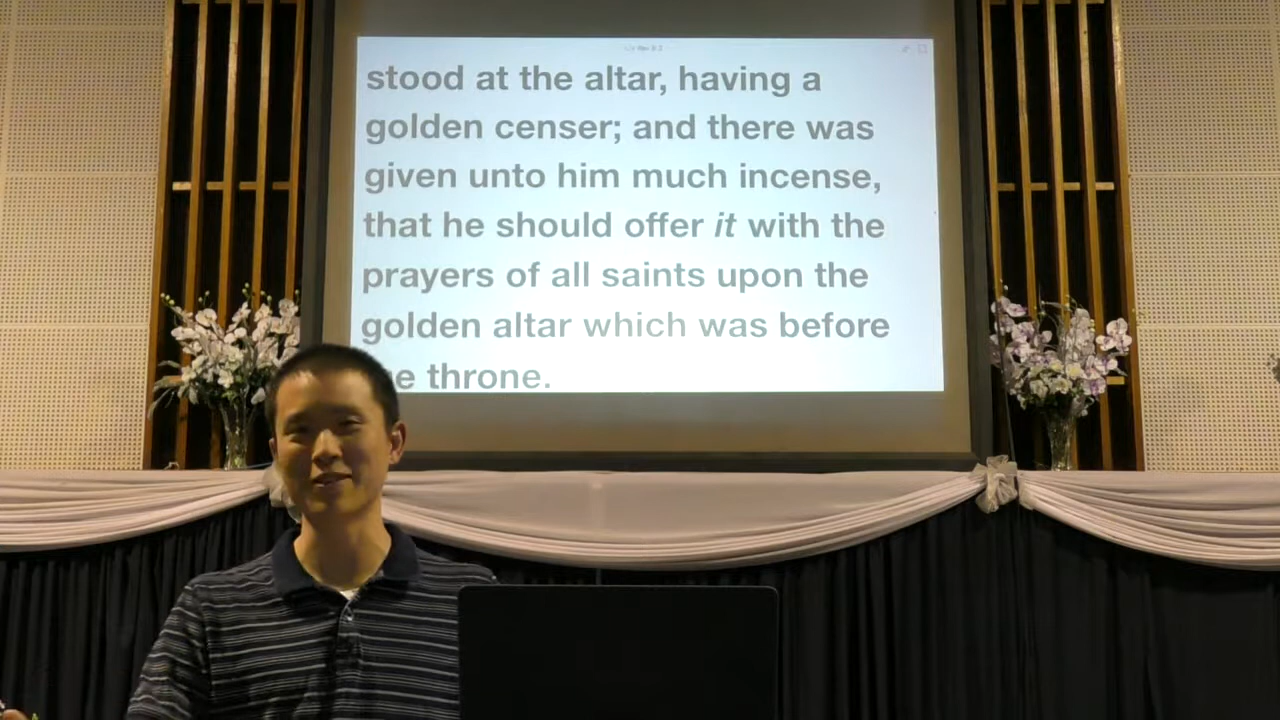 stood at the altar, having a
golden censer; and there was
given unto him much incense,
that he should offer it with the
prayers of all saints upon the
golden altar which was before
throne.